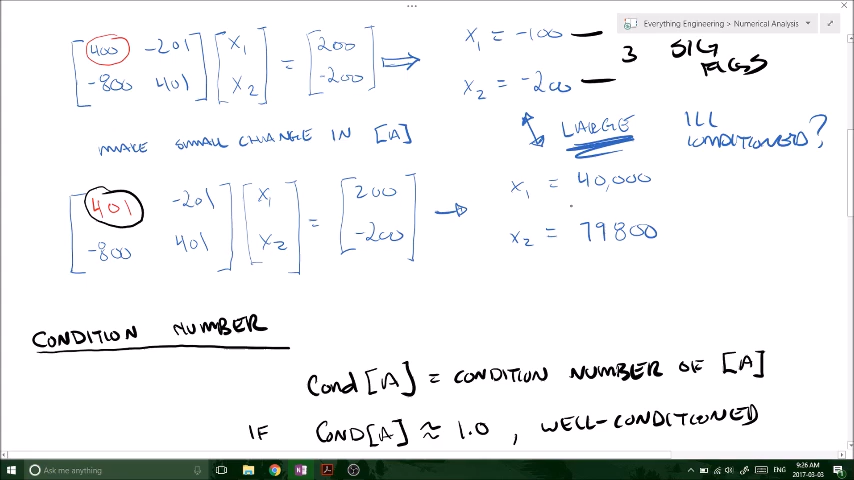 Everything Engineering » Numerical Analysis
[400 -201] [x₁] = [200] ⇒ x₁ = -100
[-800 401] [x₂] = [-200] x₂ = -200
3 SIG FIGS
MAKE SMALL CHANGE IN [A]
LARGE
ILL CONDITIONED?
[401 -201] [x₁] = [200] → x₁ = 40,000
[-800 401] [x₂] = [-200] x₂ = 79800
CONDITION NUMBER
Cond [A] = CONDITION NUMBER OF [A]
IF COND[A] ≈ 1.0 , WELL-CONDITIONED
Ask me anything
ENG
9:26 AM
2017-03-03